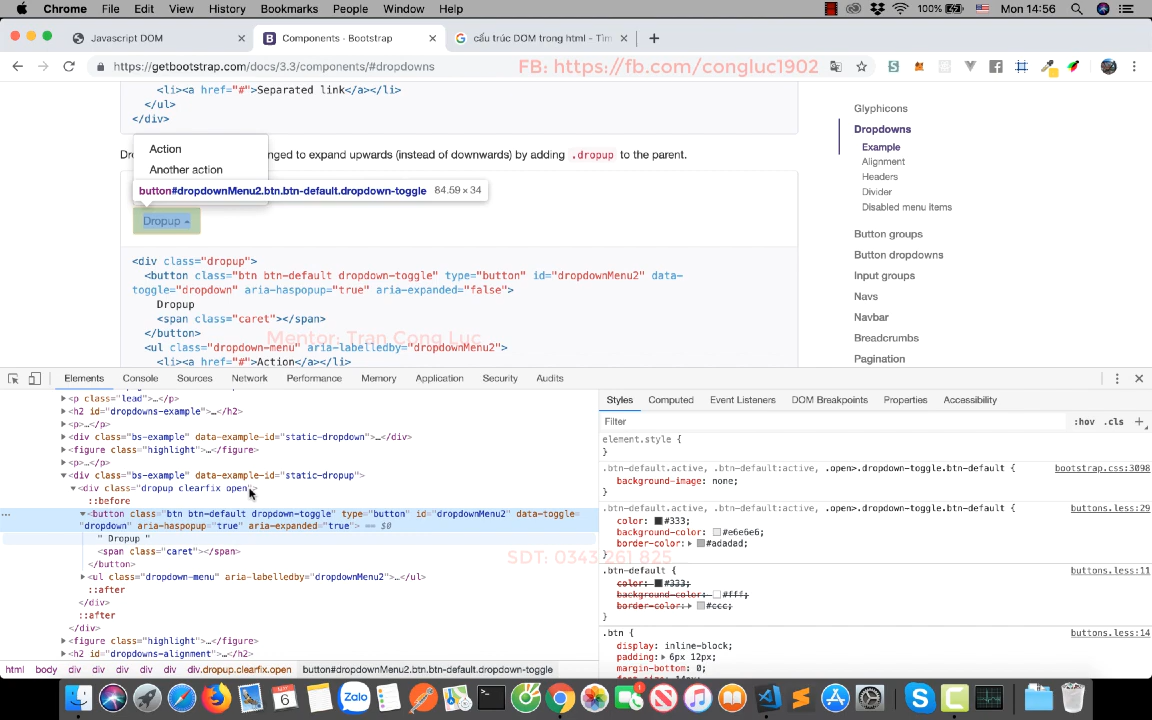 Chrome File Edit View History Bookmarks People Window Help 100% Mon 14:56
Javascript DOM
Components · Bootstrap
cấu trúc DOM trong html - Tìm
https://getbootstrap.com/docs/3.3/components/#dropdowns
FB: https://fb.com/congluc1902
<li><a href="#">Separated link</a></li>
</ul>
</div>
Action
Another action
nged to expand upwards (instead of downwards) by adding .dropup to the parent.
button#dropdownMenu2.btn.btn-default.dropdown-toggle 84.59 × 34
Dropup
<div class="dropup">
<button class="btn btn-default dropdown-toggle" type="button" id="dropdownMenu2" data-
toggle="dropdown" aria-haspopup="true" aria-expanded="false">
Dropup
<span class="caret"></span>
</button>
<ul class="dropdown-menu" aria-labelledby="dropdownMenu2">
<li><a href="#">Action</a></li>
Mentor: Tran Cong Luc
Glyphicons
Dropdowns
Example
Alignment
Headers
Divider
Disabled menu items
Button groups
Button dropdowns
Input groups
Navs
Navbar
Breadcrumbs
Pagination
Elements Console Sources Network Performance Memory Application Security Audits
<p class="lead">…</p>
<h2 id="dropdowns-example">…</h2>
<p>…</p>
<div class="bs-example" data-example-id="static-dropdown">…</div>
<figure class="highlight">…</figure>
<p>…</p>
<div class="bs-example" data-example-id="static-dropup">
<div class="dropup clearfix open">
::before
<button class="btn btn-default dropdown-toggle" type="button" id="dropdownMenu2" data-toggle=
"dropdown" aria-haspopup="true" aria-expanded="true"> == $0
" Dropup "
<span class="caret"></span>
</button>
<ul class="dropdown-menu" aria-labelledby="dropdownMenu2">…</ul>
::after
</div>
::after
</div>
<figure class="highlight">…</figure>
<h2 id="dropdowns-alignment">…</h2>
html body div div div div div.dropup.clearfix.open button#dropdownMenu2.btn.btn-default.dropdown-toggle
Styles Computed Event Listeners DOM Breakpoints Properties Accessibility
Filter :hov .cls +
element.style {
}
.btn-default.active, .btn-default:active, .open>.dropdown-toggle.btn-default { bootstrap.css:3098
background-image: none;
}
.btn-default.active, .btn-default:active, .open>.dropdown-toggle.btn-default { buttons.less:29
color: #333;
background-color: #e6e6e6;
border-color: #adadad;
}
SDT: 0343 261 825
.btn-default { buttons.less:11
color: #333;
background-color: #fff;
border-color: #ccc;
}
.btn { buttons.less:14
display: inline-block;
padding: 6px 12px;
margin-bottom: 0;
6
Zalo
1